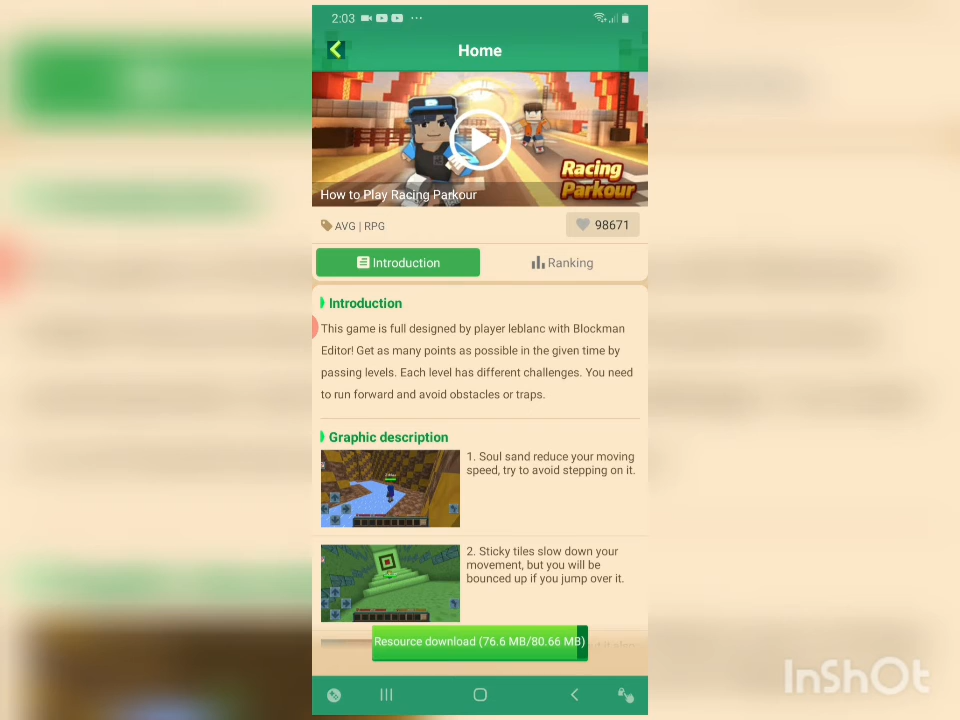 2:03
Home
Racing
Parkour
How to Play Racing Parkour
AVG | RPG
98671
Introduction
Ranking
Introduction
This game is full designed by player leblanc with Blockman
Editor! Get as many points as possible in the given time by
passing levels. Each level has different challenges. You need
to run forward and avoid obstacles or traps.
Graphic description
1. Soul sand reduce your moving
speed, try to avoid stepping on it.
2. Sticky tiles slow down your
movement, but you will be
bounced up if you jump over it.
Resource download (76.6 MB/80.66 MB)
InShOt